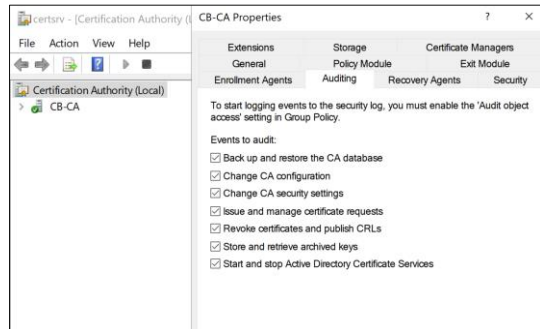 certsrv - [Certification Authority (L
File Action View Help
Certification Authority (Local)
CB-CA
CB-CA Properties
? ×
Extensions Storage Certificate Managers
General Policy Module Exit Module
Enrollment Agents Auditing Recovery Agents Security
To start logging events to the security log, you must enable the 'Audit object
access' setting in Group Policy.
Events to audit:
Back up and restore the CA database
Change CA configuration
Change CA security settings
Issue and manage certificate requests
Revoke certificates and publish CRLs
Store and retrieve archived keys
Start and stop Active Directory Certificate Services